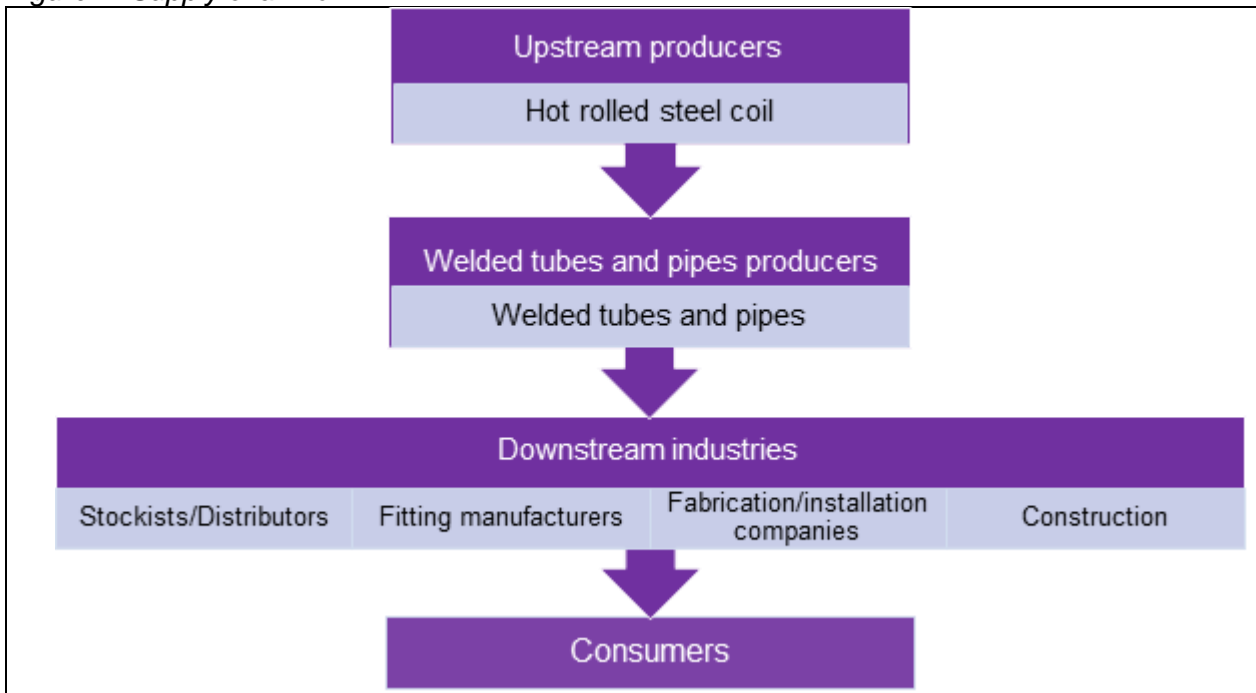 Upstream producers
Hot rolled steel coil
Welded tubes and pipes producers
Welded tubes and pipes
Downstream industries
Stockists/Distributors
Fitting manufacturers
Fabrication/installation
companies
Construction
Consumers